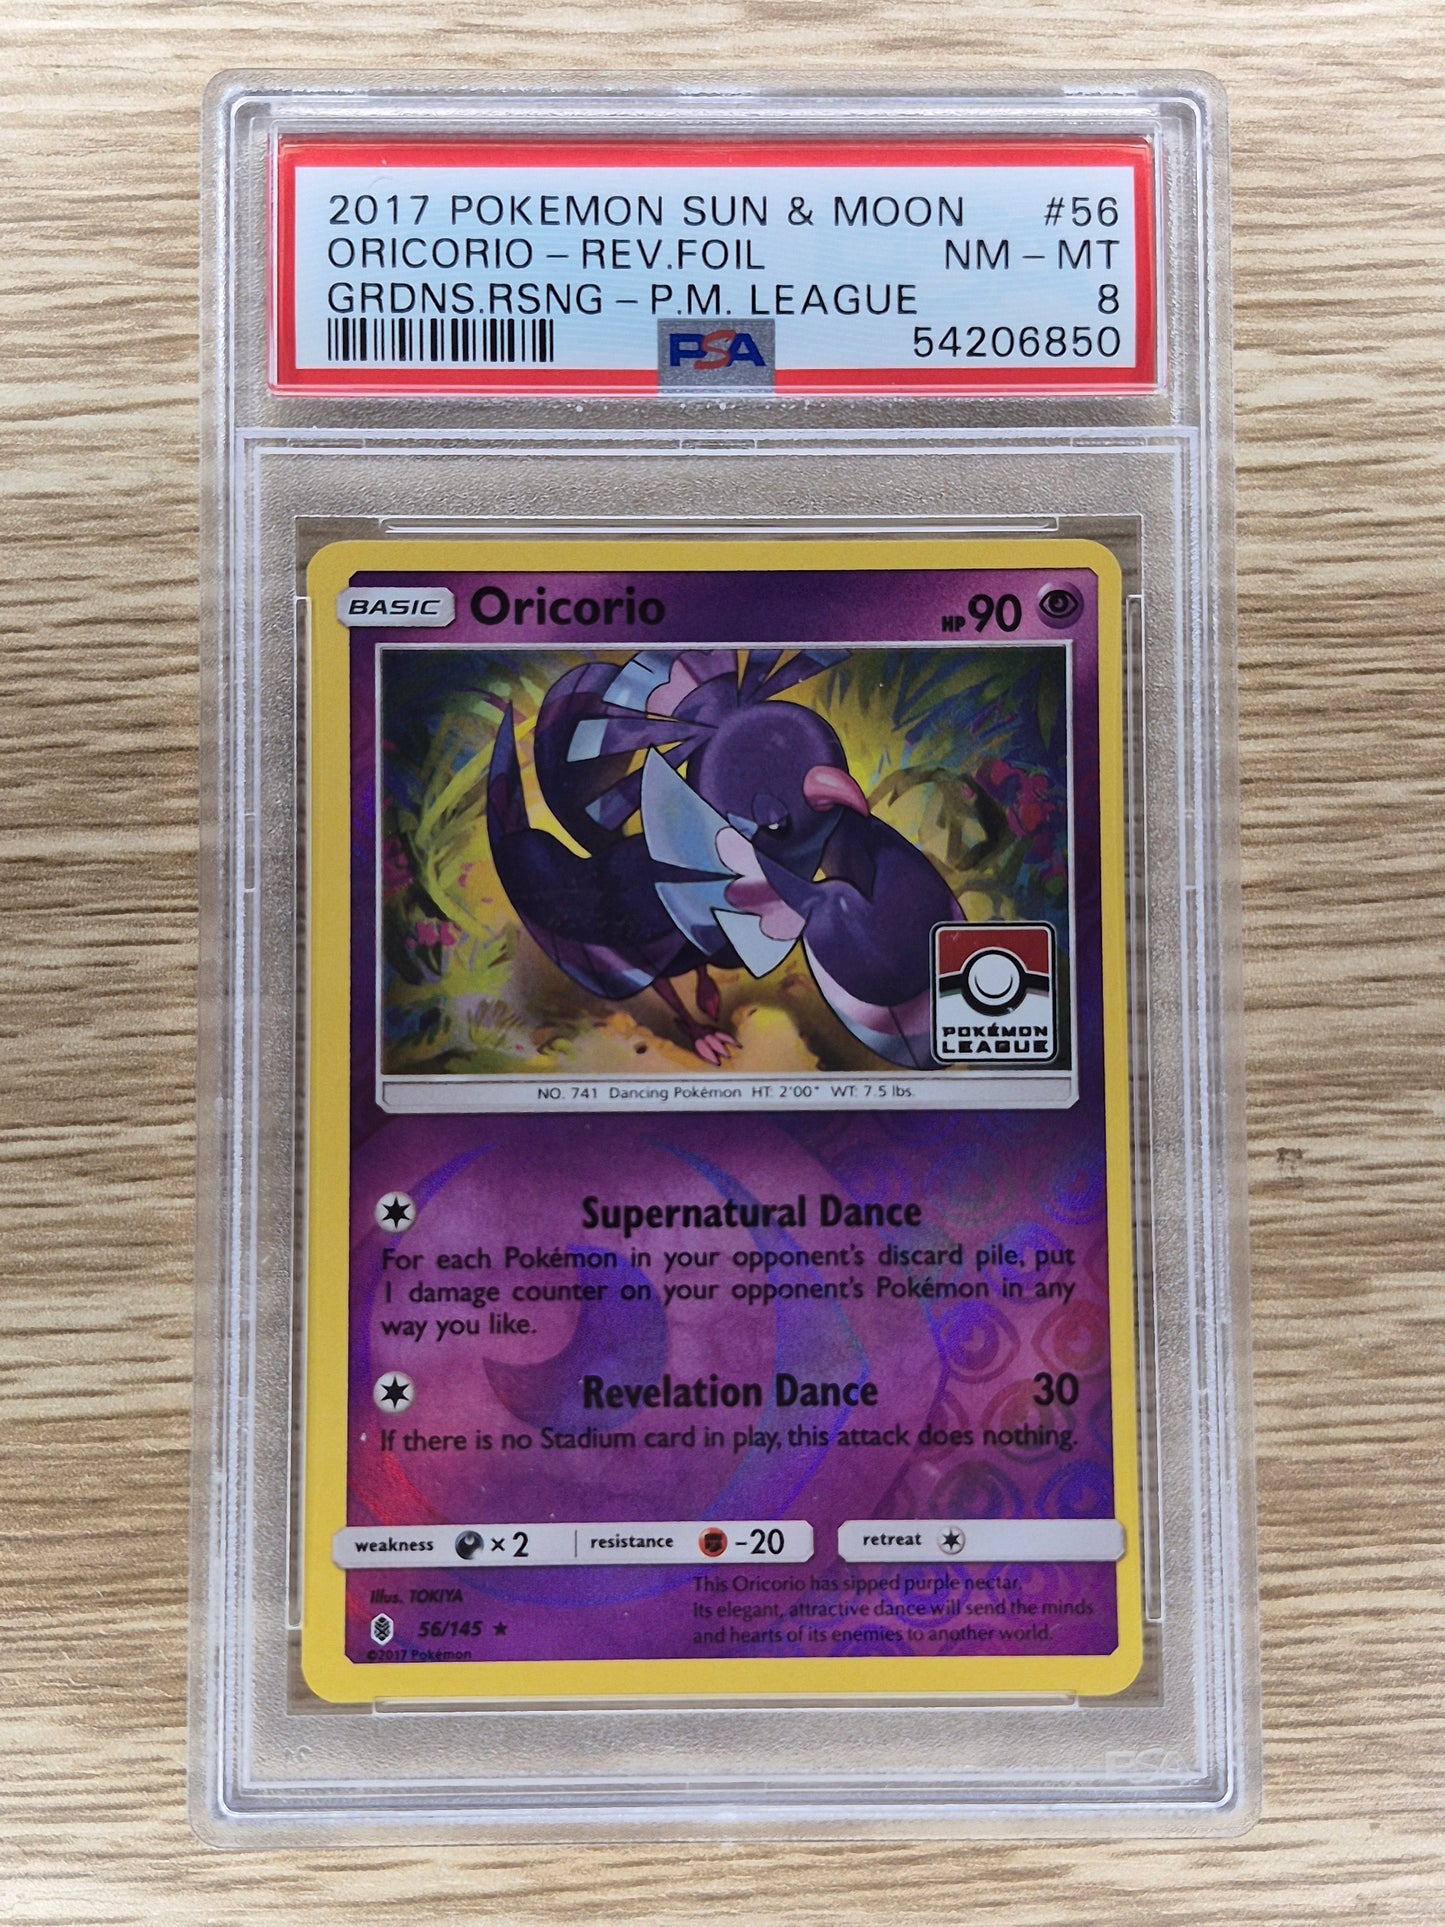 2017 POKEMON SUN & MOON #56
ORICORIO - REV.FOIL NM - MT
GRDNS.RSNG - P.M. LEAGUE 8
PSA 54206850
BASIC Oricorio HP 90
POKÉMON
LEAGUE
NO. 741 Dancing Pokémon HT: 2'00" WT: 7.5 lbs.
Supernatural Dance
For each Pokémon in your opponent's discard pile, put
1 damage counter on your opponent's Pokémon in any
way you like.
Revelation Dance 30
If there is no Stadium card in play, this attack does nothing.
weakness × 2 resistance -20 retreat
Illus. TOKIYA
56/145 ★
©2017 Pokémon
This Oricorio has sipped purple nectar.
Its elegant, attractive dance will send the minds
and hearts of its enemies to another world.
PSA